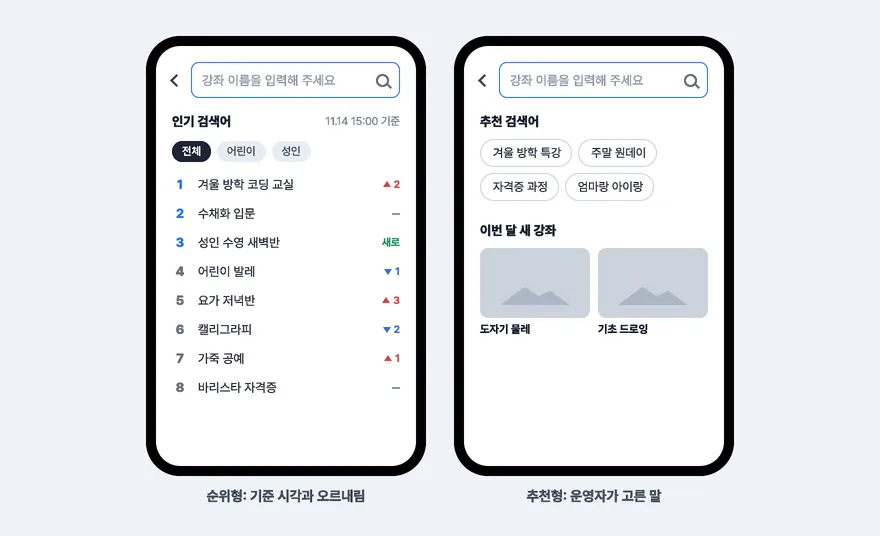 강좌 이름을 입력해 주세요
인기 검색어 11.14 15:00 기준
전체 어린이 성인
1 겨울 방학 코딩 교실 ▲ 2
2 수채화 입문 –
3 성인 수영 새벽반 새로
4 어린이 발레 ▼ 1
5 요가 저녁반 ▲ 3
6 캘리그라피 ▼ 2
7 가죽 공예 ▲ 1
8 바리스타 자격증 –
순위형: 기준 시각과 오르내림
강좌 이름을 입력해 주세요
추천 검색어
겨울 방학 특강 주말 원데이
자격증 과정 엄마랑 아이랑
이번 달 새 강좌
도자기 물레 기초 드로잉
추천형: 운영자가 고른 말